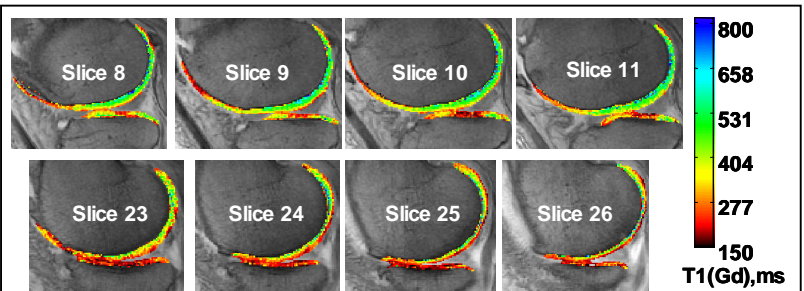 Slice 8
Slice 9
Slice 10
Slice 11
Slice 23
Slice 24
Slice 25
Slice 26
800
658
531
404
277
150
T1(Gd),ms